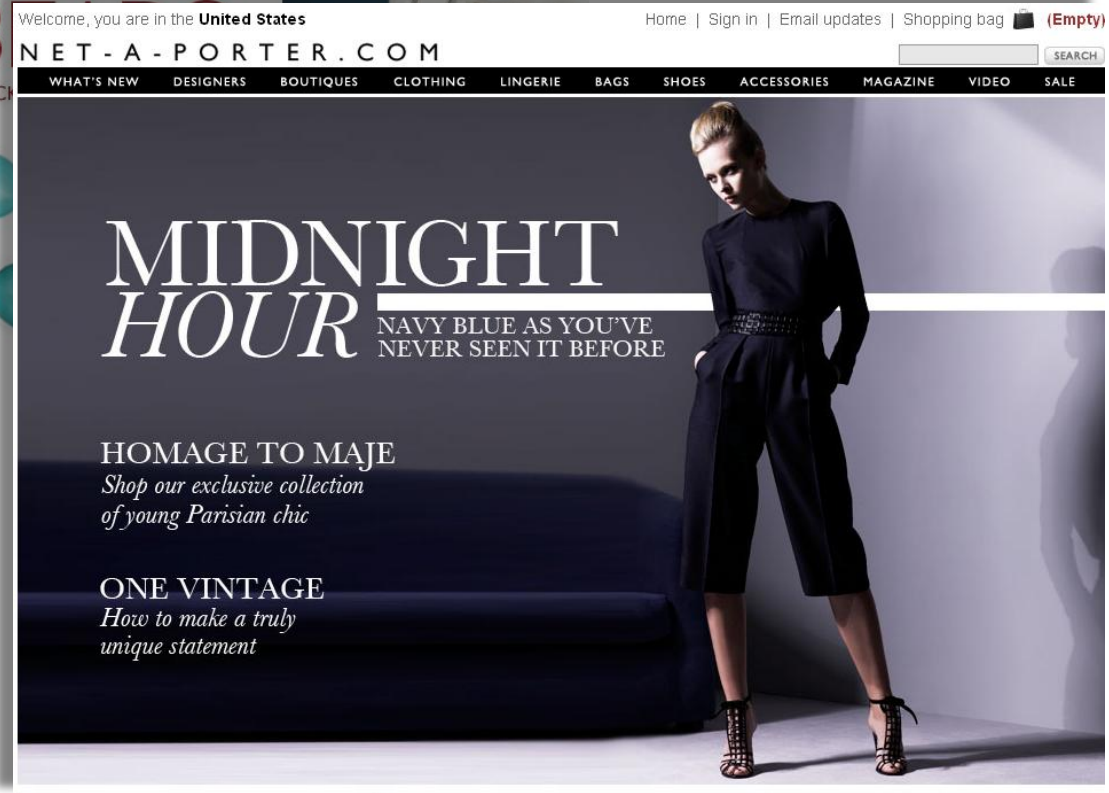 Welcome, you are in the United States
Home | Sign in | Email updates | Shopping bag (Empty)
NET-A-PORTER.COM
SEARCH
WHAT'S NEW DESIGNERS BOUTIQUES CLOTHING LINGERIE BAGS SHOES ACCESSORIES MAGAZINE VIDEO SALE
MIDNIGHT
HOUR
NAVY BLUE AS YOU'VE
NEVER SEEN IT BEFORE
HOMAGE TO MAJE
Shop our exclusive collection
of young Parisian chic
ONE VINTAGE
How to make a truly
unique statement